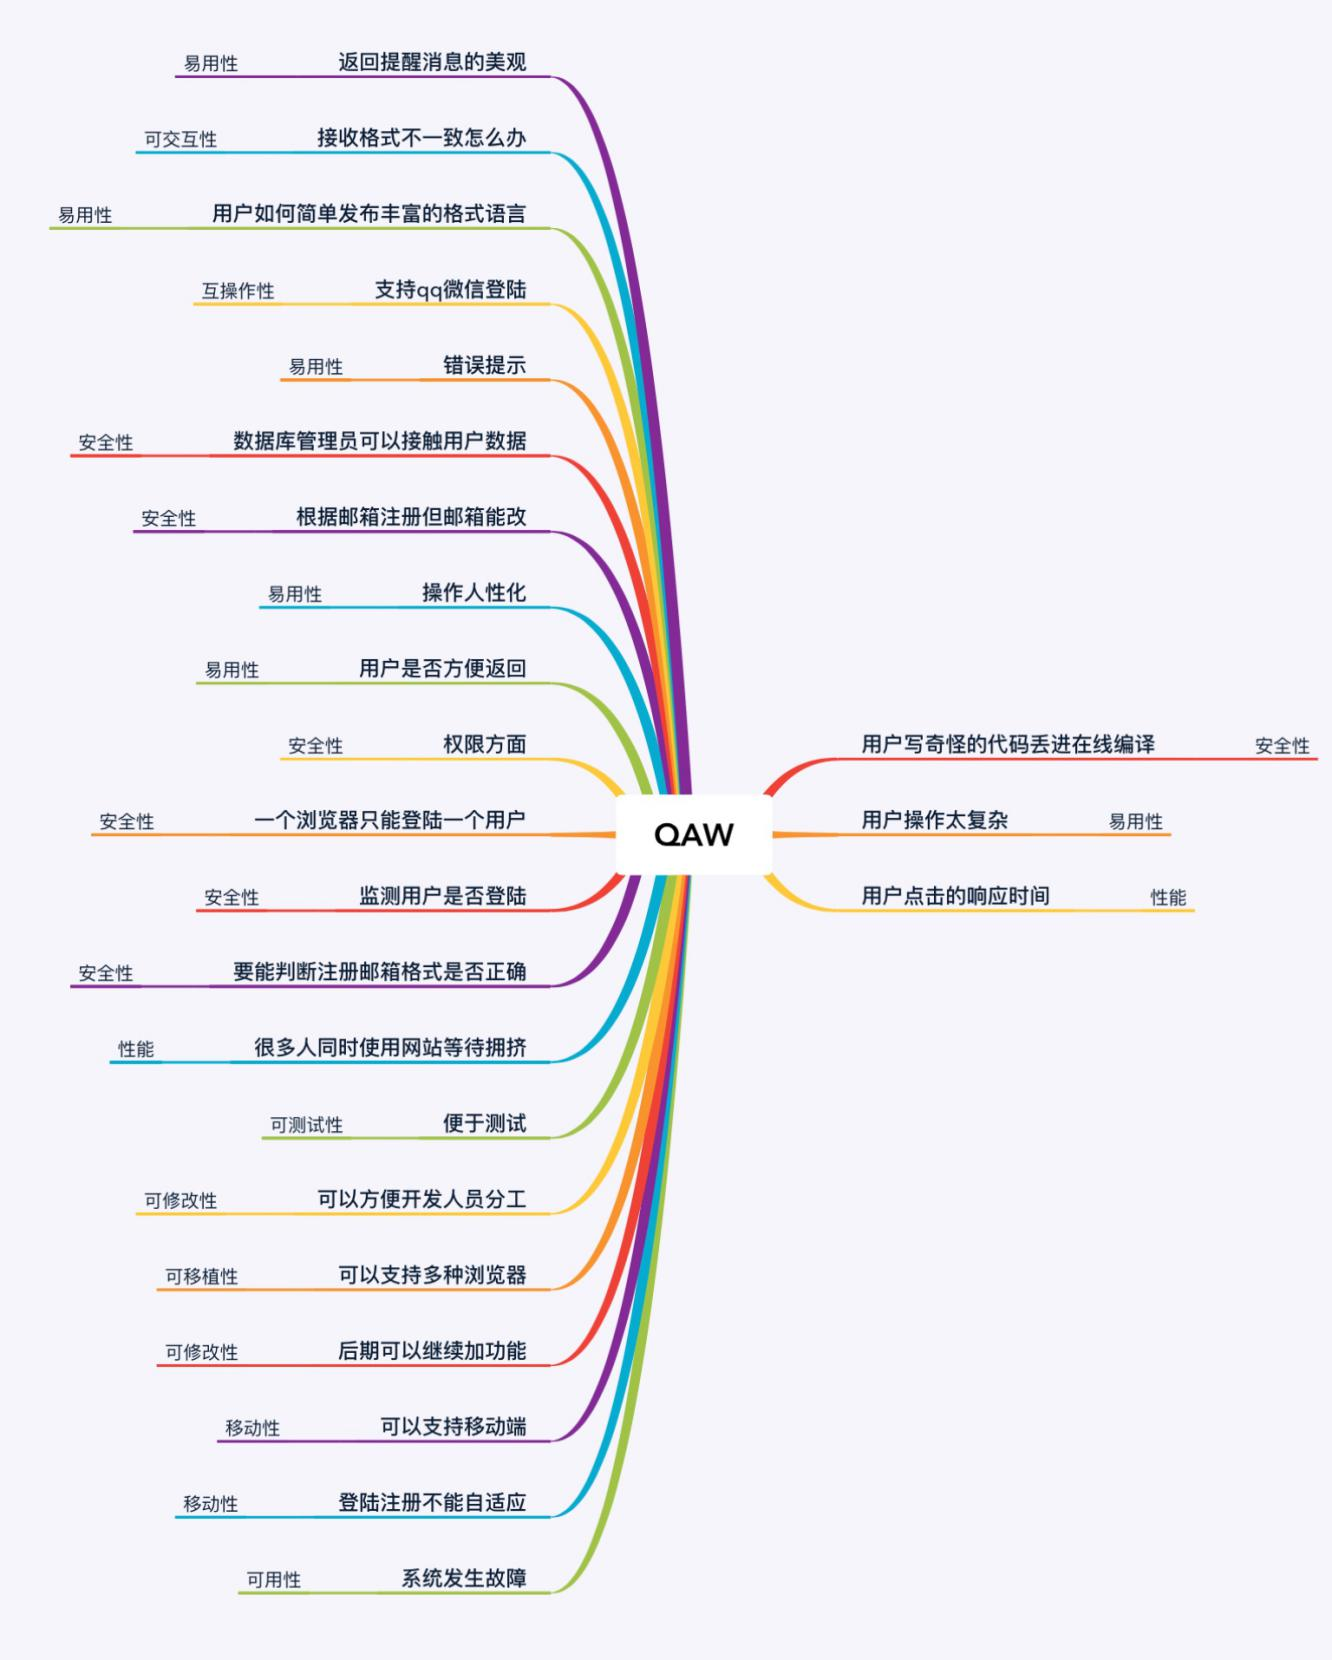 易用性 返回提醒消息的美观
可交互性 接收格式不一致怎么办
易用性 用户如何简单发布丰富的格式语言
互操作性 支持qq微信登陆
易用性 错误提示
安全性 数据库管理员可以接触用户数据
安全性 根据邮箱注册但邮箱能改
易用性 操作人性化
易用性 用户是否方便返回
安全性 权限方面
安全性 一个浏览器只能登陆一个用户
安全性 监测用户是否登陆
安全性 要能判断注册邮箱格式是否正确
性能 很多人同时使用网站等待拥挤
可测试性 便于测试
可修改性 可以方便开发人员分工
可移植性 可以支持多种浏览器
可修改性 后期可以继续加功能
移动性 可以支持移动端
移动性 登陆注册不能自适应
可用性 系统发生故障
QAW
用户写奇怪的代码丢进在线编译 安全性
用户操作太复杂 易用性
用户点击的响应时间 性能